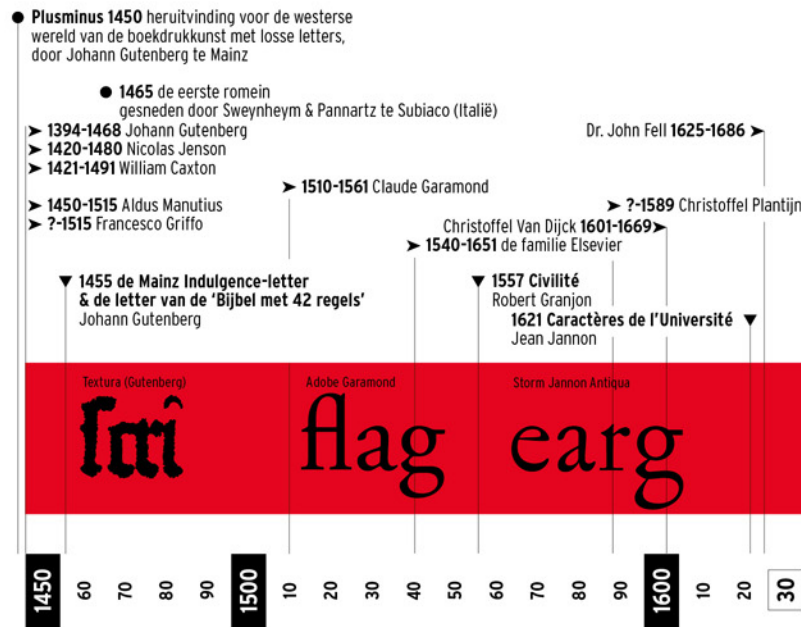 ● Plusminus 1450 heruitvinding voor de westerse
wereld van de boekdrukkunst met losse letters,
door Johann Gutenberg te Mainz
● 1465 de eerste romein
gesneden door Sweynheym & Pannartz te Subiaco (Italië)
➤ 1394-1468 Johann Gutenberg
Dr. John Fell 1625-1686 ➤
➤ 1420-1480 Nicolas Jenson
➤ 1421-1491 William Caxton
➤ 1510-1561 Claude Garamond
➤ 1450-1515 Aldus Manutius
➤ ?-1589 Christoffel Plantijn
➤ ?-1515 Francesco Griffo
Christoffel Van Dijck 1601-1669 ➤
➤ 1540-1651 de familie Elsevier
▼ 1455 de Mainz Indulgence-letter
& de letter van de ‘Bijbel met 42 regels’
Johann Gutenberg
▼ 1557 Civilité
Robert Granjon
1621 Caractères de l’Université ▼
Jean Jannon
Textura (Gutenberg)
Adobe Garamond
flag
Storm Jannon Antiqua
earg
1450 60 70 80 90 1500 10 20 30 40 50 60 70 80 90 1600 10 20 30